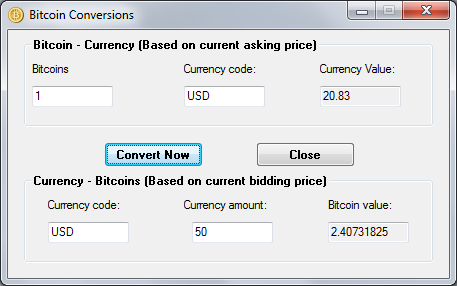 Bitcoin Conversions
Bitcoin - Currency (Based on current asking price)
Bitcoins Currency code: Currency Value:
1 USD 20.83
Convert Now Close
Currency - Bitcoins (Based on current bidding price)
Currency code: Currency amount: Bitcoin value:
USD 50 2.40731825